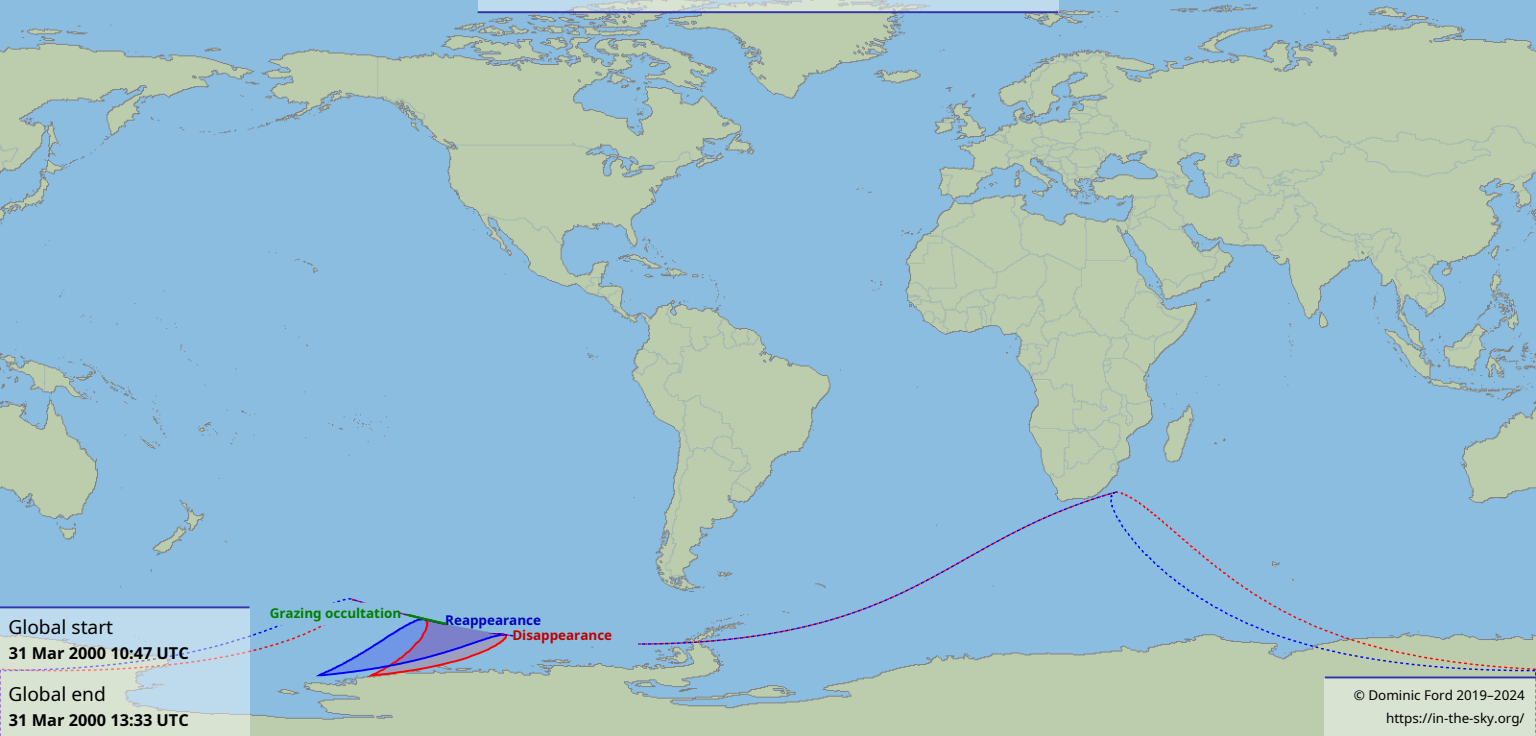 Grazing occultation
Reappearance
Disappearance
Global start
31 Mar 2000 10:47 UTC
Global end
31 Mar 2000 13:33 UTC
© Dominic Ford 2019–2024
https://in-the-sky.org/